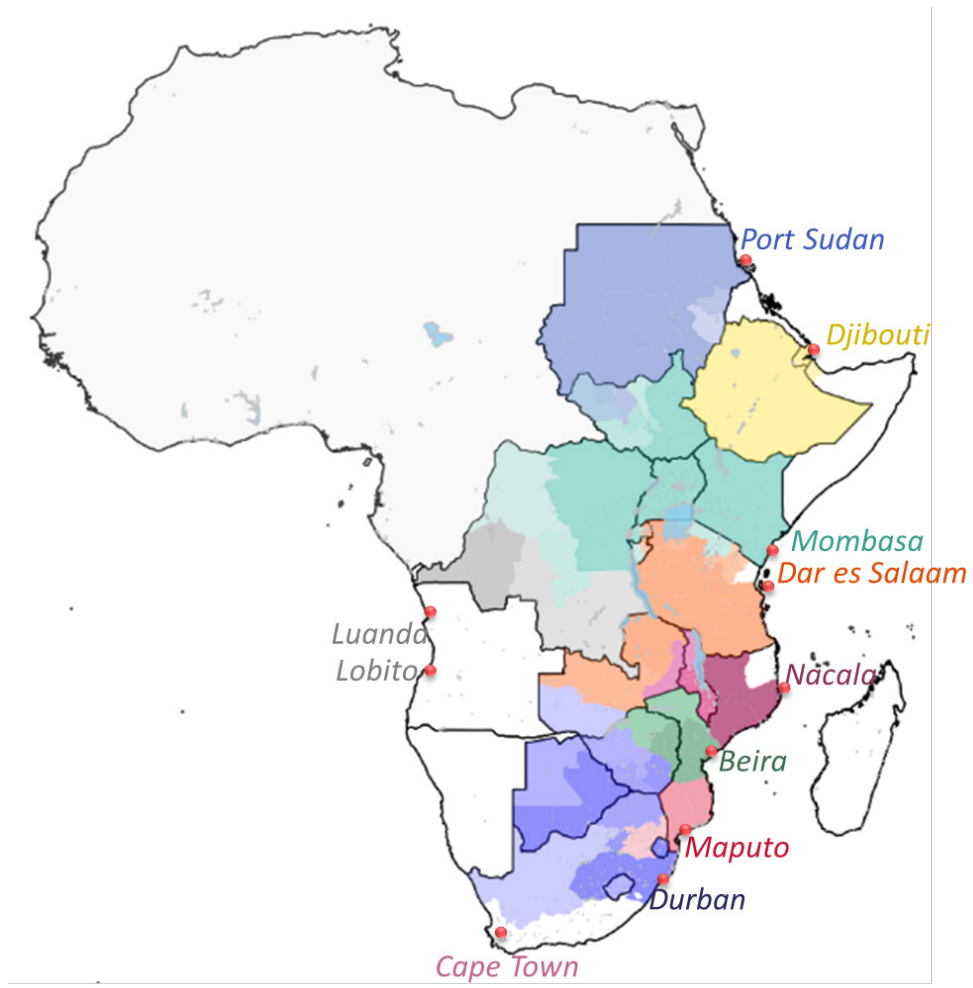 Port Sudan
Djibouti
Mombasa
Dar es Salaam
Luanda
Lobito
Nacala
Beira
Maputo
Durban
Cape Town